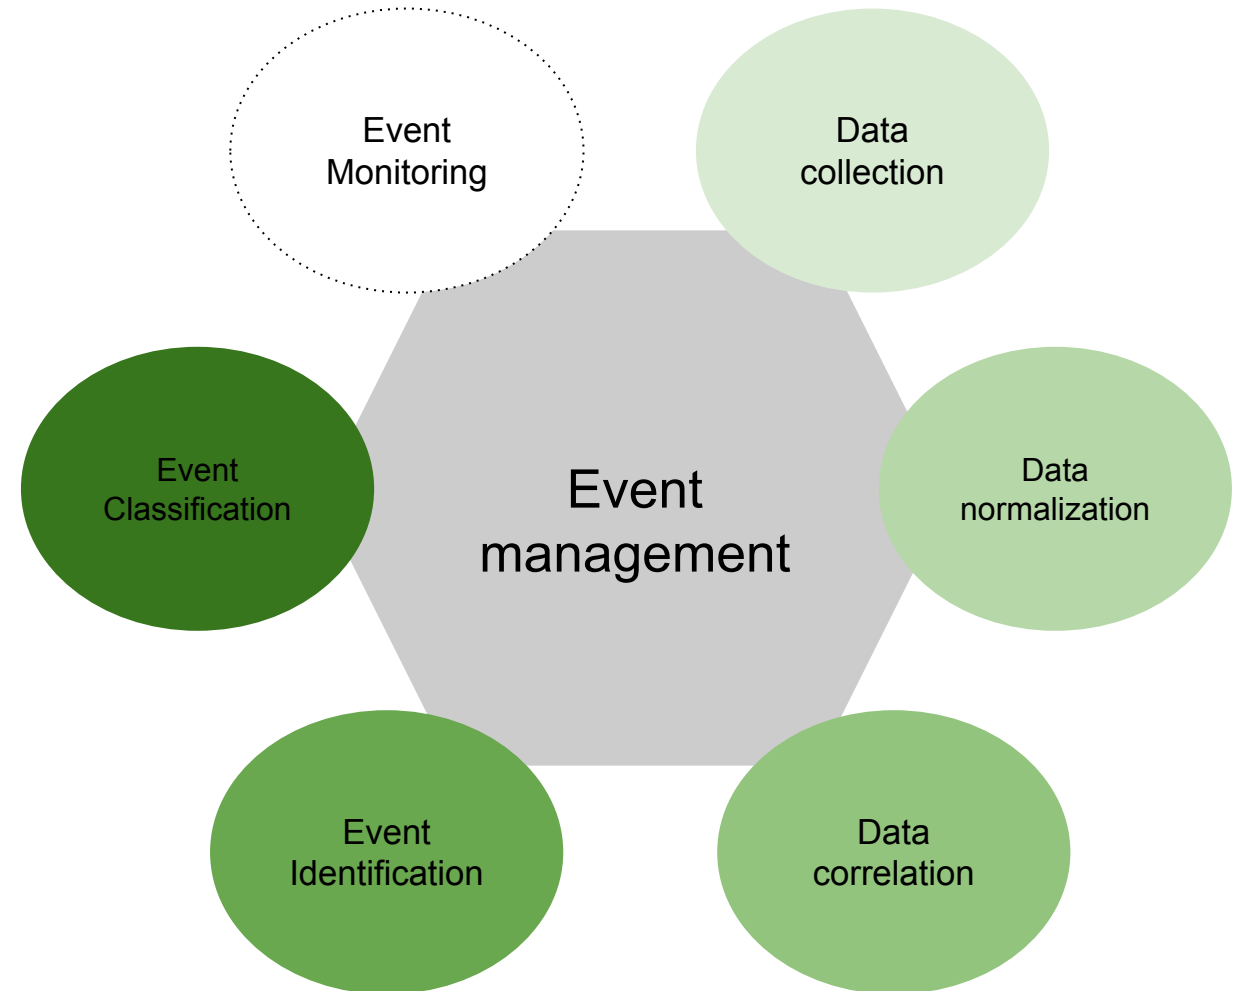 Event
Monitoring
Data
collection
Event
Classification
Event
management
Data
normalization
Event
Identification
Data
correlation